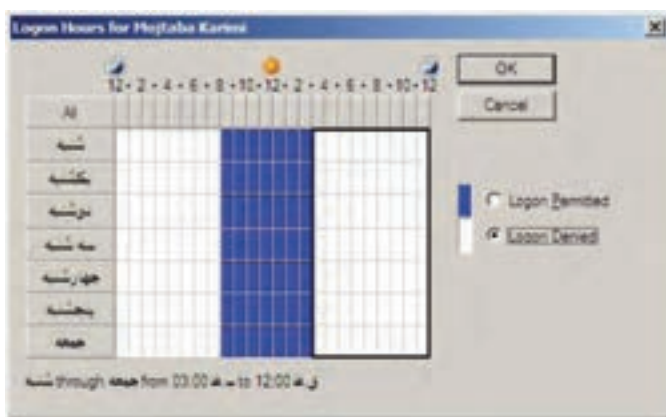 Logon Hours for Mojtaba Karimi
OK
12 • 2 • 4 • 6 • 8 • 10 • 12 • 2 • 4 • 6 • 8 • 10 • 12
Cancel
All
شنبه
یکشنبه
دوشنبه
سه شنبه
چهارشنبه
پنجشنبه
جمعه
Logon Permitted
Logon Denied
شنبه through جمعه from 03:00 ب.ظ to 12:00 ق.ظ